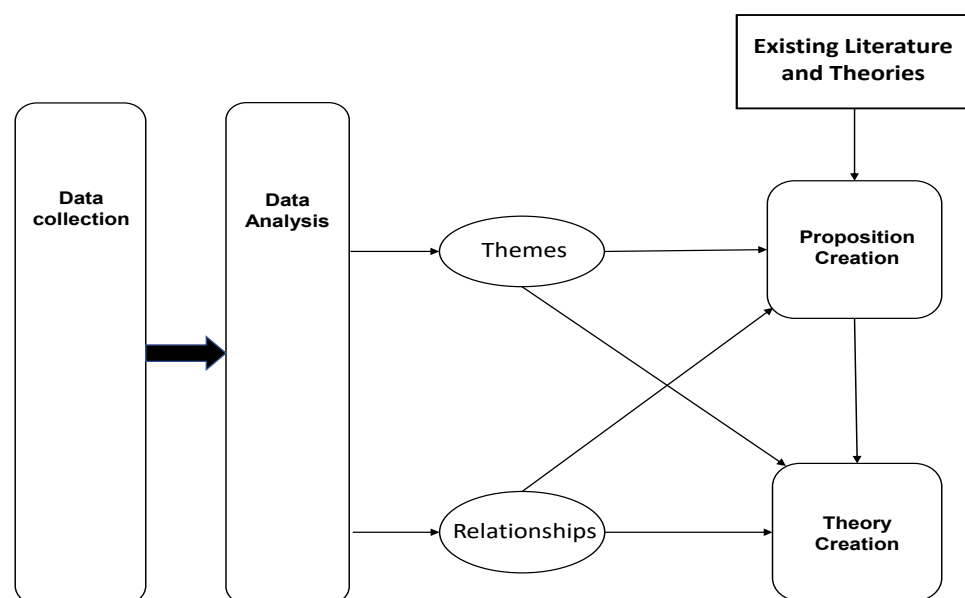 Existing Literature
and Theories
Data
collection
Data
Analysis
Themes
Proposition
Creation
Relationships
Theory
Creation